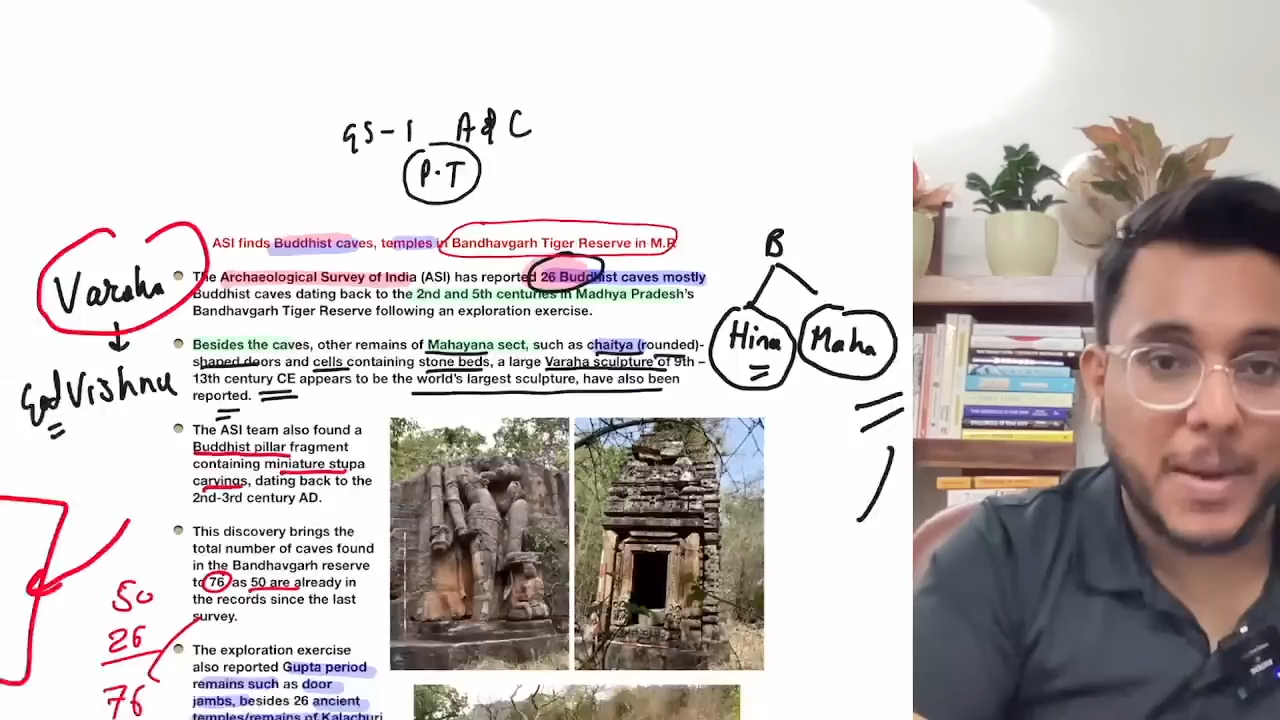 GS-1 A & C
P.T
ASI finds Buddhist caves, temples in Bandhavgarh Tiger Reserve in M.P
The Archaeological Survey of India (ASI) has reported 26 Buddhist caves mostly
Buddhist caves dating back to the 2nd and 5th centuries in Madhya Pradesh's
Bandhavgarh Tiger Reserve following an exploration exercise.
Besides the caves, other remains of Mahayana sect, such as chaitya (rounded)-
shaped doors and cells containing stone beds, a large Varaha sculpture of 9th –
13th century CE appears to be the world's largest sculpture, have also been
reported.
The ASI team also found a
Buddhist pillar fragment
containing miniature stupa
carvings, dating back to the
2nd-3rd century AD.
This discovery brings the
total number of caves found
in the Bandhavgarh reserve
to 76 as 50 are already in
the records since the last
survey.
The exploration exercise
also reported Gupta period
remains such as door
jambs, besides 26 ancient
temples/remains of Kalachuri
Varaha
God Vishnu
50
26
76
B
Hina
Maha